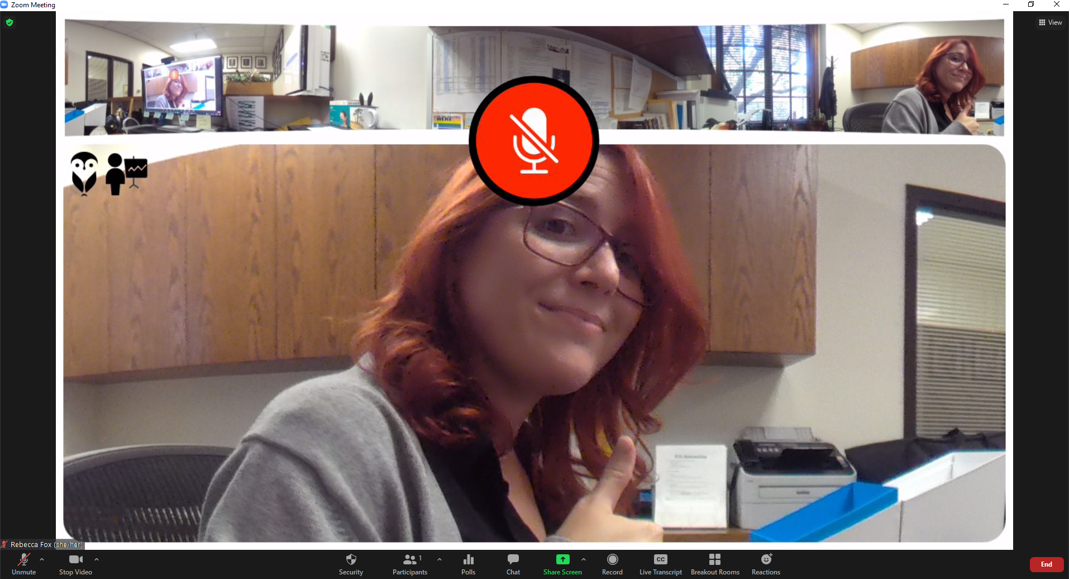 Zoom Meeting
View
Rebecca Fox (she/her)
Unmute
Stop Video
Security
1
Participants
Polls
Chat
Share Screen
Record
CC
Live Transcript
Breakout Rooms
Reactions
End